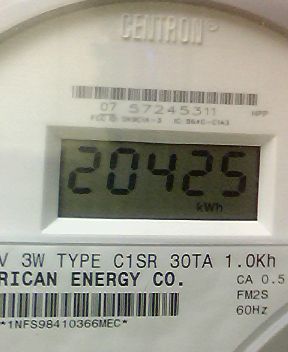 CENTRON
07 57245311
20425
kWh
V 3W TYPE C1SR 30TA 1.0Kh
RICAN ENERGY CO. CA 0.5
FM2S
*1NFS98410366MEC* 60Hz